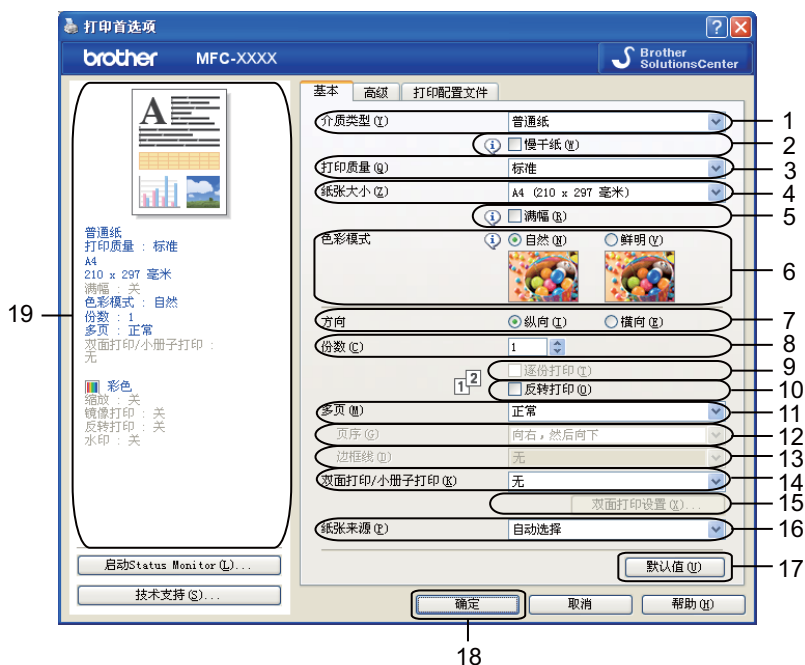 打印首选项
brother MFC-XXXX Brother SolutionsCenter
基本 高级 打印配置文件
介质类型(Y) 普通纸 1
慢干纸(W) 2
打印质量(Q) 标准 3
纸张大小(Z) A4 (210 x 297 毫米) 4
满幅(R) 5
色彩模式 自然(N) 鲜明(V) 6
方向 纵向(I) 横向(E) 7
份数(C) 1 8
逐份打印(T) 9
12 反转打印(O) 10
多页(M) 正常 11
页序(G) 向右，然后向下 12
边框线(D) 无 13
双面打印/小册子打印(K) 无 14
双面打印设置(X)... 15
纸张来源(P) 自动选择 16
默认值(U) 17
A
普通纸
打印质量 : 标准
A4
210 x 297 毫米
满幅 : 关
色彩模式 : 自然
份数 : 1
多页 : 正常
双面打印/小册子打印 :
无
彩色
缩放 : 关
镜像打印 : 关
反转打印 : 关
水印 : 关
19
启动Status Monitor(L)...
技术支持(S)...
确定 取消 帮助(H)
18